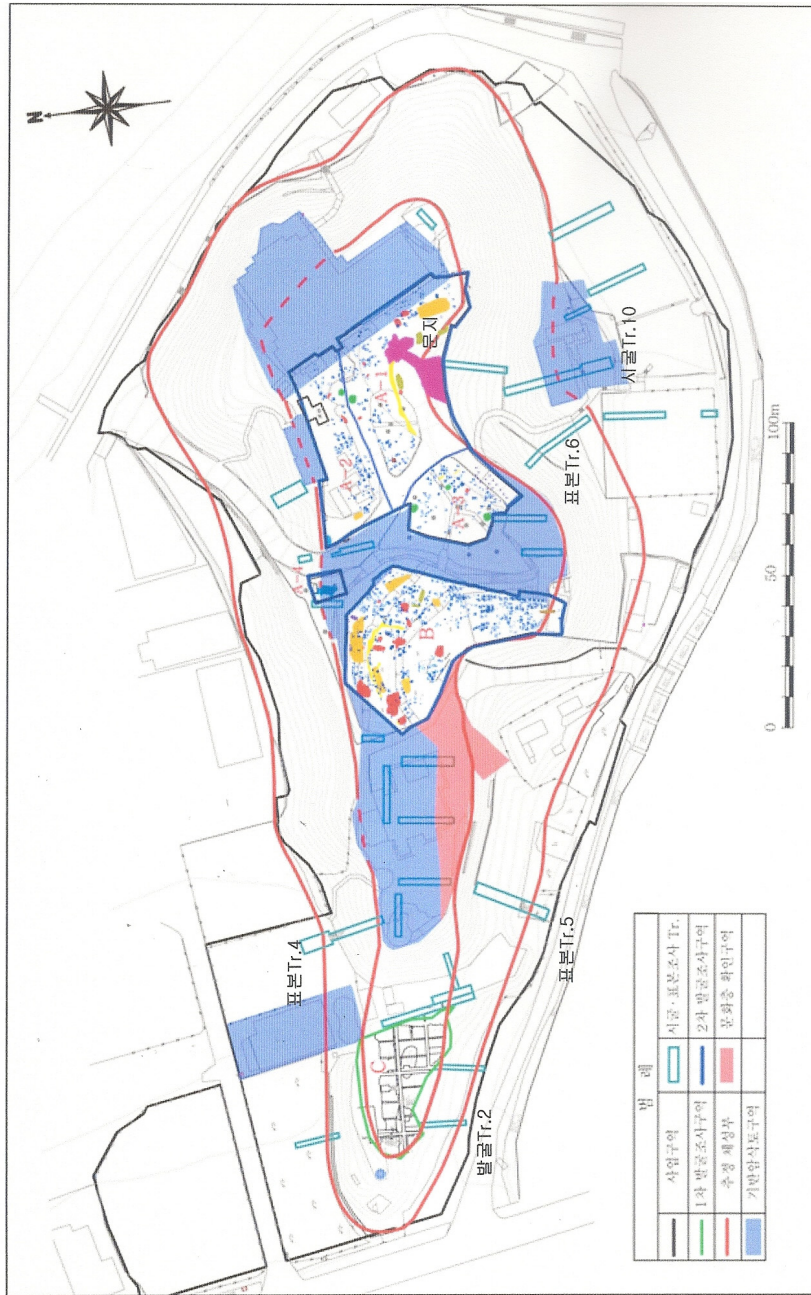 N
A-1
A-2
A-3
A-4
B
C
문지
시굴Tr.10
표본Tr.6
표본Tr.4
표본Tr.5
발굴Tr.2
0 50 100m
범 례
사업구역
시굴·표본조사 Tr.
1차 발굴조사구역
2차 발굴조사구역
추정 체성부
문화층 확인구역
기반암삭토구역